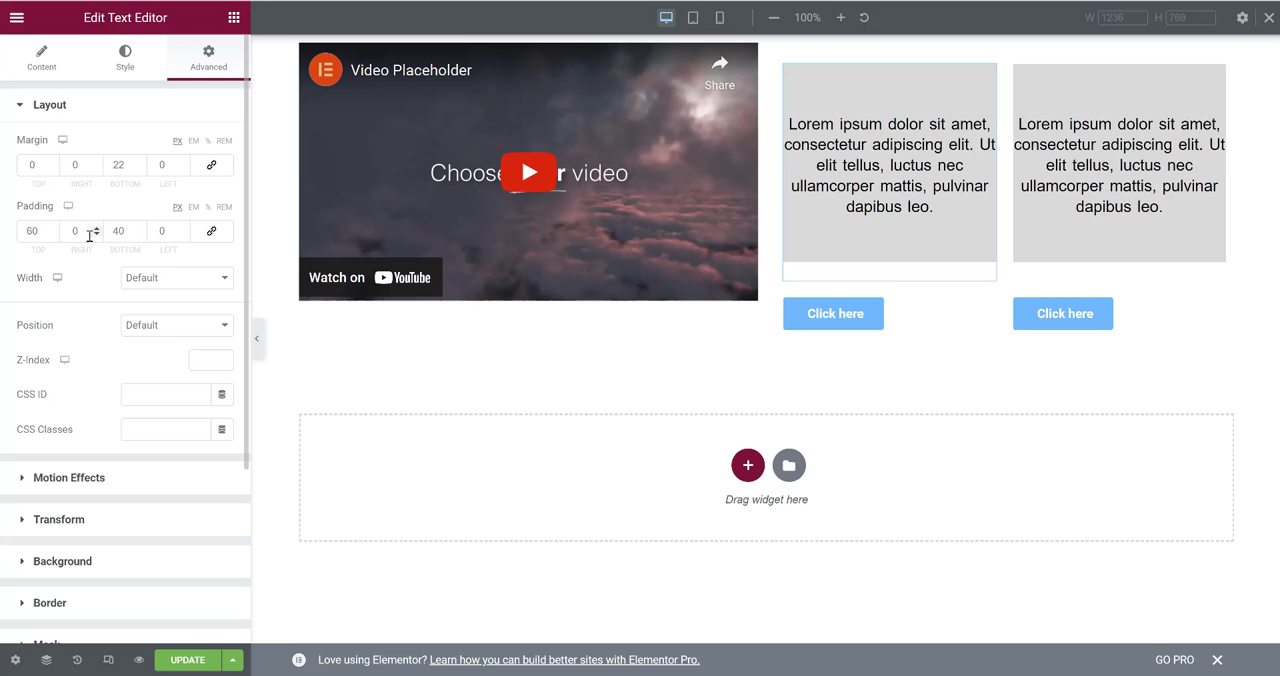 Edit Text Editor
100%
W 1236 H 769
Content Style Advanced
Layout
Margin PX EM % REM
0 0 22 0
TOP RIGHT BOTTOM LEFT
Padding PX EM % REM
60 0 40 0
TOP RIGHT BOTTOM LEFT
Width Default
Position Default
Z-Index
CSS ID
CSS Classes
Motion Effects
Transform
Background
Border
UPDATE
Video Placeholder
Share
Choose video
Watch on YouTube
Lorem ipsum dolor sit amet,
consectetur adipiscing elit. Ut
elit tellus, luctus nec
ullamcorper mattis, pulvinar
dapibus leo.
Click here
Lorem ipsum dolor sit amet,
consectetur adipiscing elit. Ut
elit tellus, luctus nec
ullamcorper mattis, pulvinar
dapibus leo.
Click here
Drag widget here
Love using Elementor? Learn how you can build better sites with Elementor Pro.
GO PRO